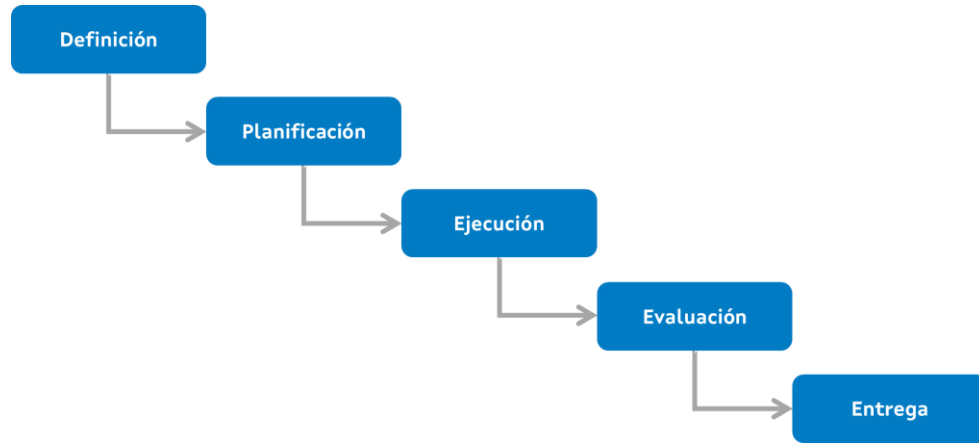 Definición
Planificación
Ejecución
Evaluación
Entrega